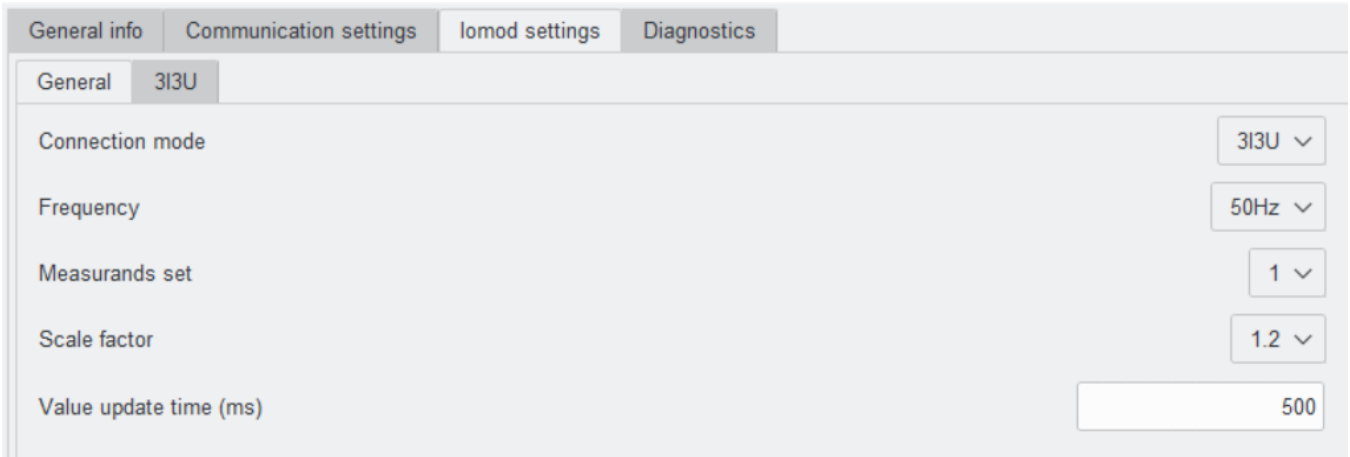 General info Communication settings Iomod settings Diagnostics
General 3I3U
Connection mode 3I3U
Frequency 50Hz
Measurands set 1
Scale factor 1.2
Value update time (ms) 500